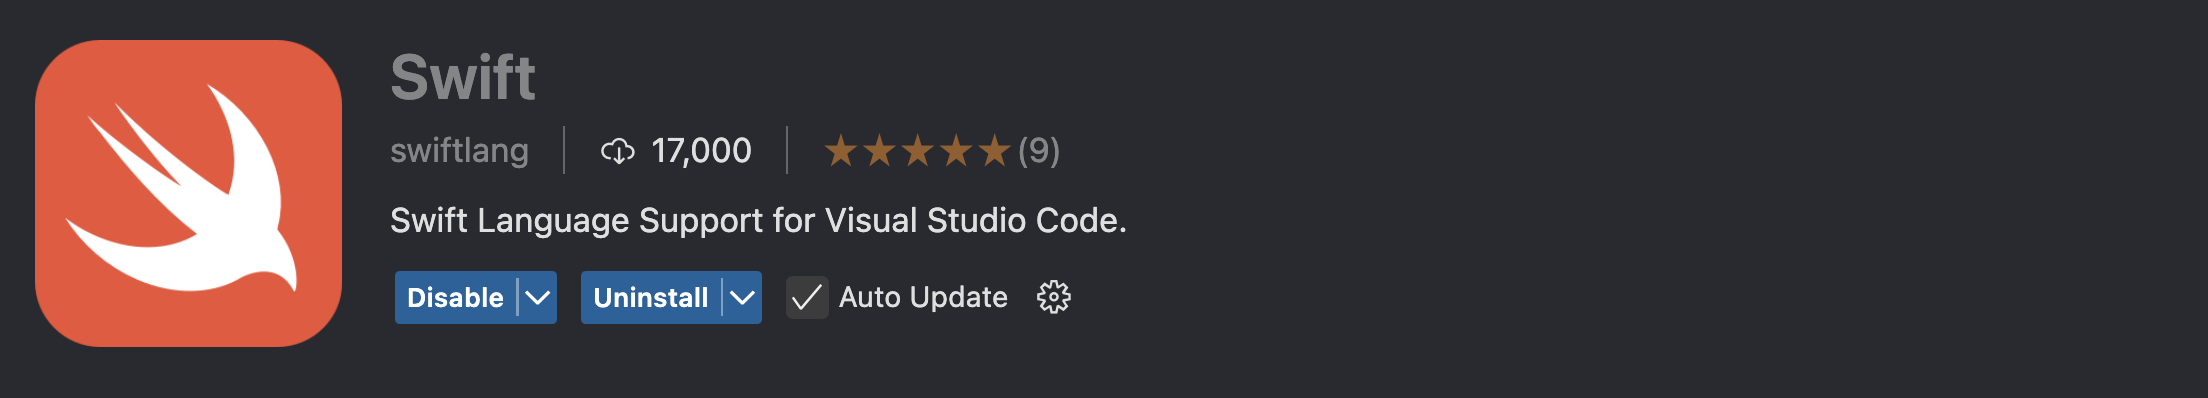 Swift
swiftlang 17,000 (9)
Swift Language Support for Visual Studio Code.
Disable Uninstall Auto Update